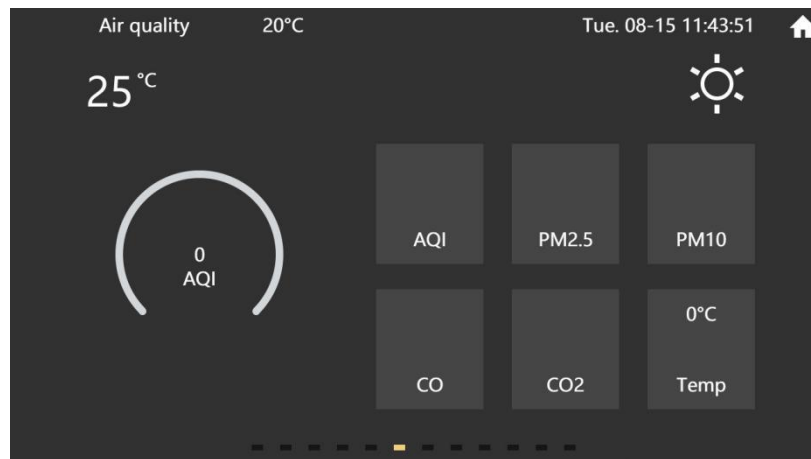 Air quality 20°C Tue. 08-15 11:43:51
25°C
0
AQI
AQI PM2.5 PM10
0°C
CO CO2 Temp